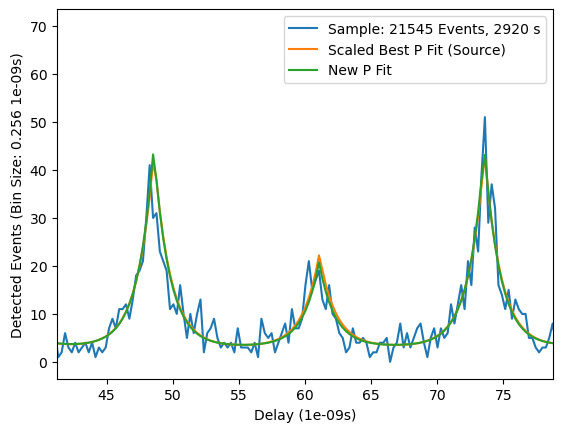 Sample: 21545 Events, 2920 s
Scaled Best P Fit (Source)
New P Fit
Detected Events (Bin Size: 0.256 1e-09s)
70
60
50
40
30
20
10
0
45 50 55 60 65 70 75
Delay (1e-09s)